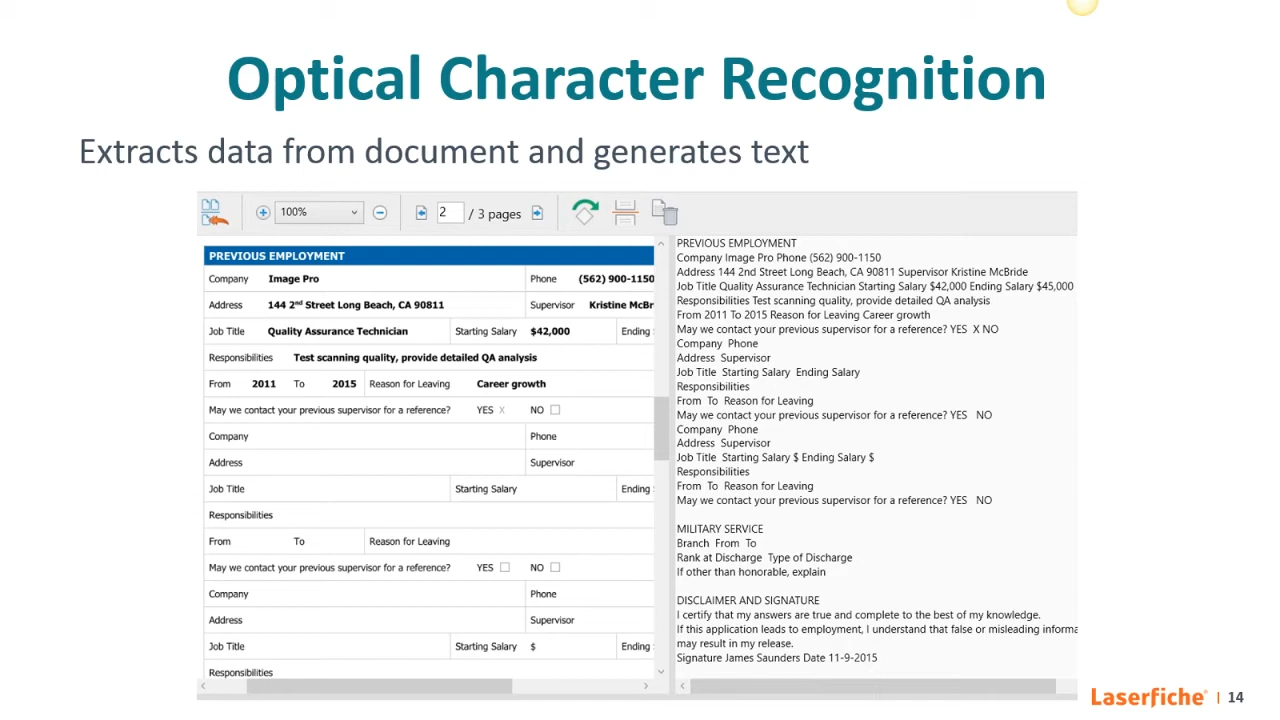 Optical Character Recognition
Extracts data from document and generates text
100%
2 / 3 pages
PREVIOUS EMPLOYMENT
Company Image Pro Phone (562) 900-1150
Address 144 2nd Street Long Beach, CA 90811 Supervisor Kristine McBr
Job Title Quality Assurance Technician Starting Salary $42,000 Ending
Responsibilities Test scanning quality, provide detailed QA analysis
From 2011 To 2015 Reason for Leaving Career growth
May we contact your previous supervisor for a reference? YES X NO
Company Phone
Address Supervisor
Job Title Starting Salary Ending
Responsibilities
From To Reason for Leaving
May we contact your previous supervisor for a reference? YES NO
Company Phone
Address Supervisor
Job Title Starting Salary $ Ending
Responsibilities
PREVIOUS EMPLOYMENT
Company Image Pro Phone (562) 900-1150
Address 144 2nd Street Long Beach, CA 90811 Supervisor Kristine McBride
Job Title Quality Assurance Technician Starting Salary $42,000 Ending Salary $45,000
Responsibilities Test scanning quality, provide detailed QA analysis
From 2011 To 2015 Reason for Leaving Career growth
May we contact your previous supervisor for a reference? YES X NO
Company Phone
Address Supervisor
Job Title Starting Salary Ending Salary
Responsibilities
From To Reason for Leaving
May we contact your previous supervisor for a reference? YES NO
Company Phone
Address Supervisor
Job Title Starting Salary $ Ending Salary $
Responsibilities
From To Reason for Leaving
May we contact your previous supervisor for a reference? YES NO
MILITARY SERVICE
Branch From To
Rank at Discharge Type of Discharge
If other than honorable, explain
DISCLAIMER AND SIGNATURE
I certify that my answers are true and complete to the best of my knowledge.
If this application leads to employment, I understand that false or misleading informa
may result in my release.
Signature James Saunders Date 11-9-2015
Laserfiche | 14